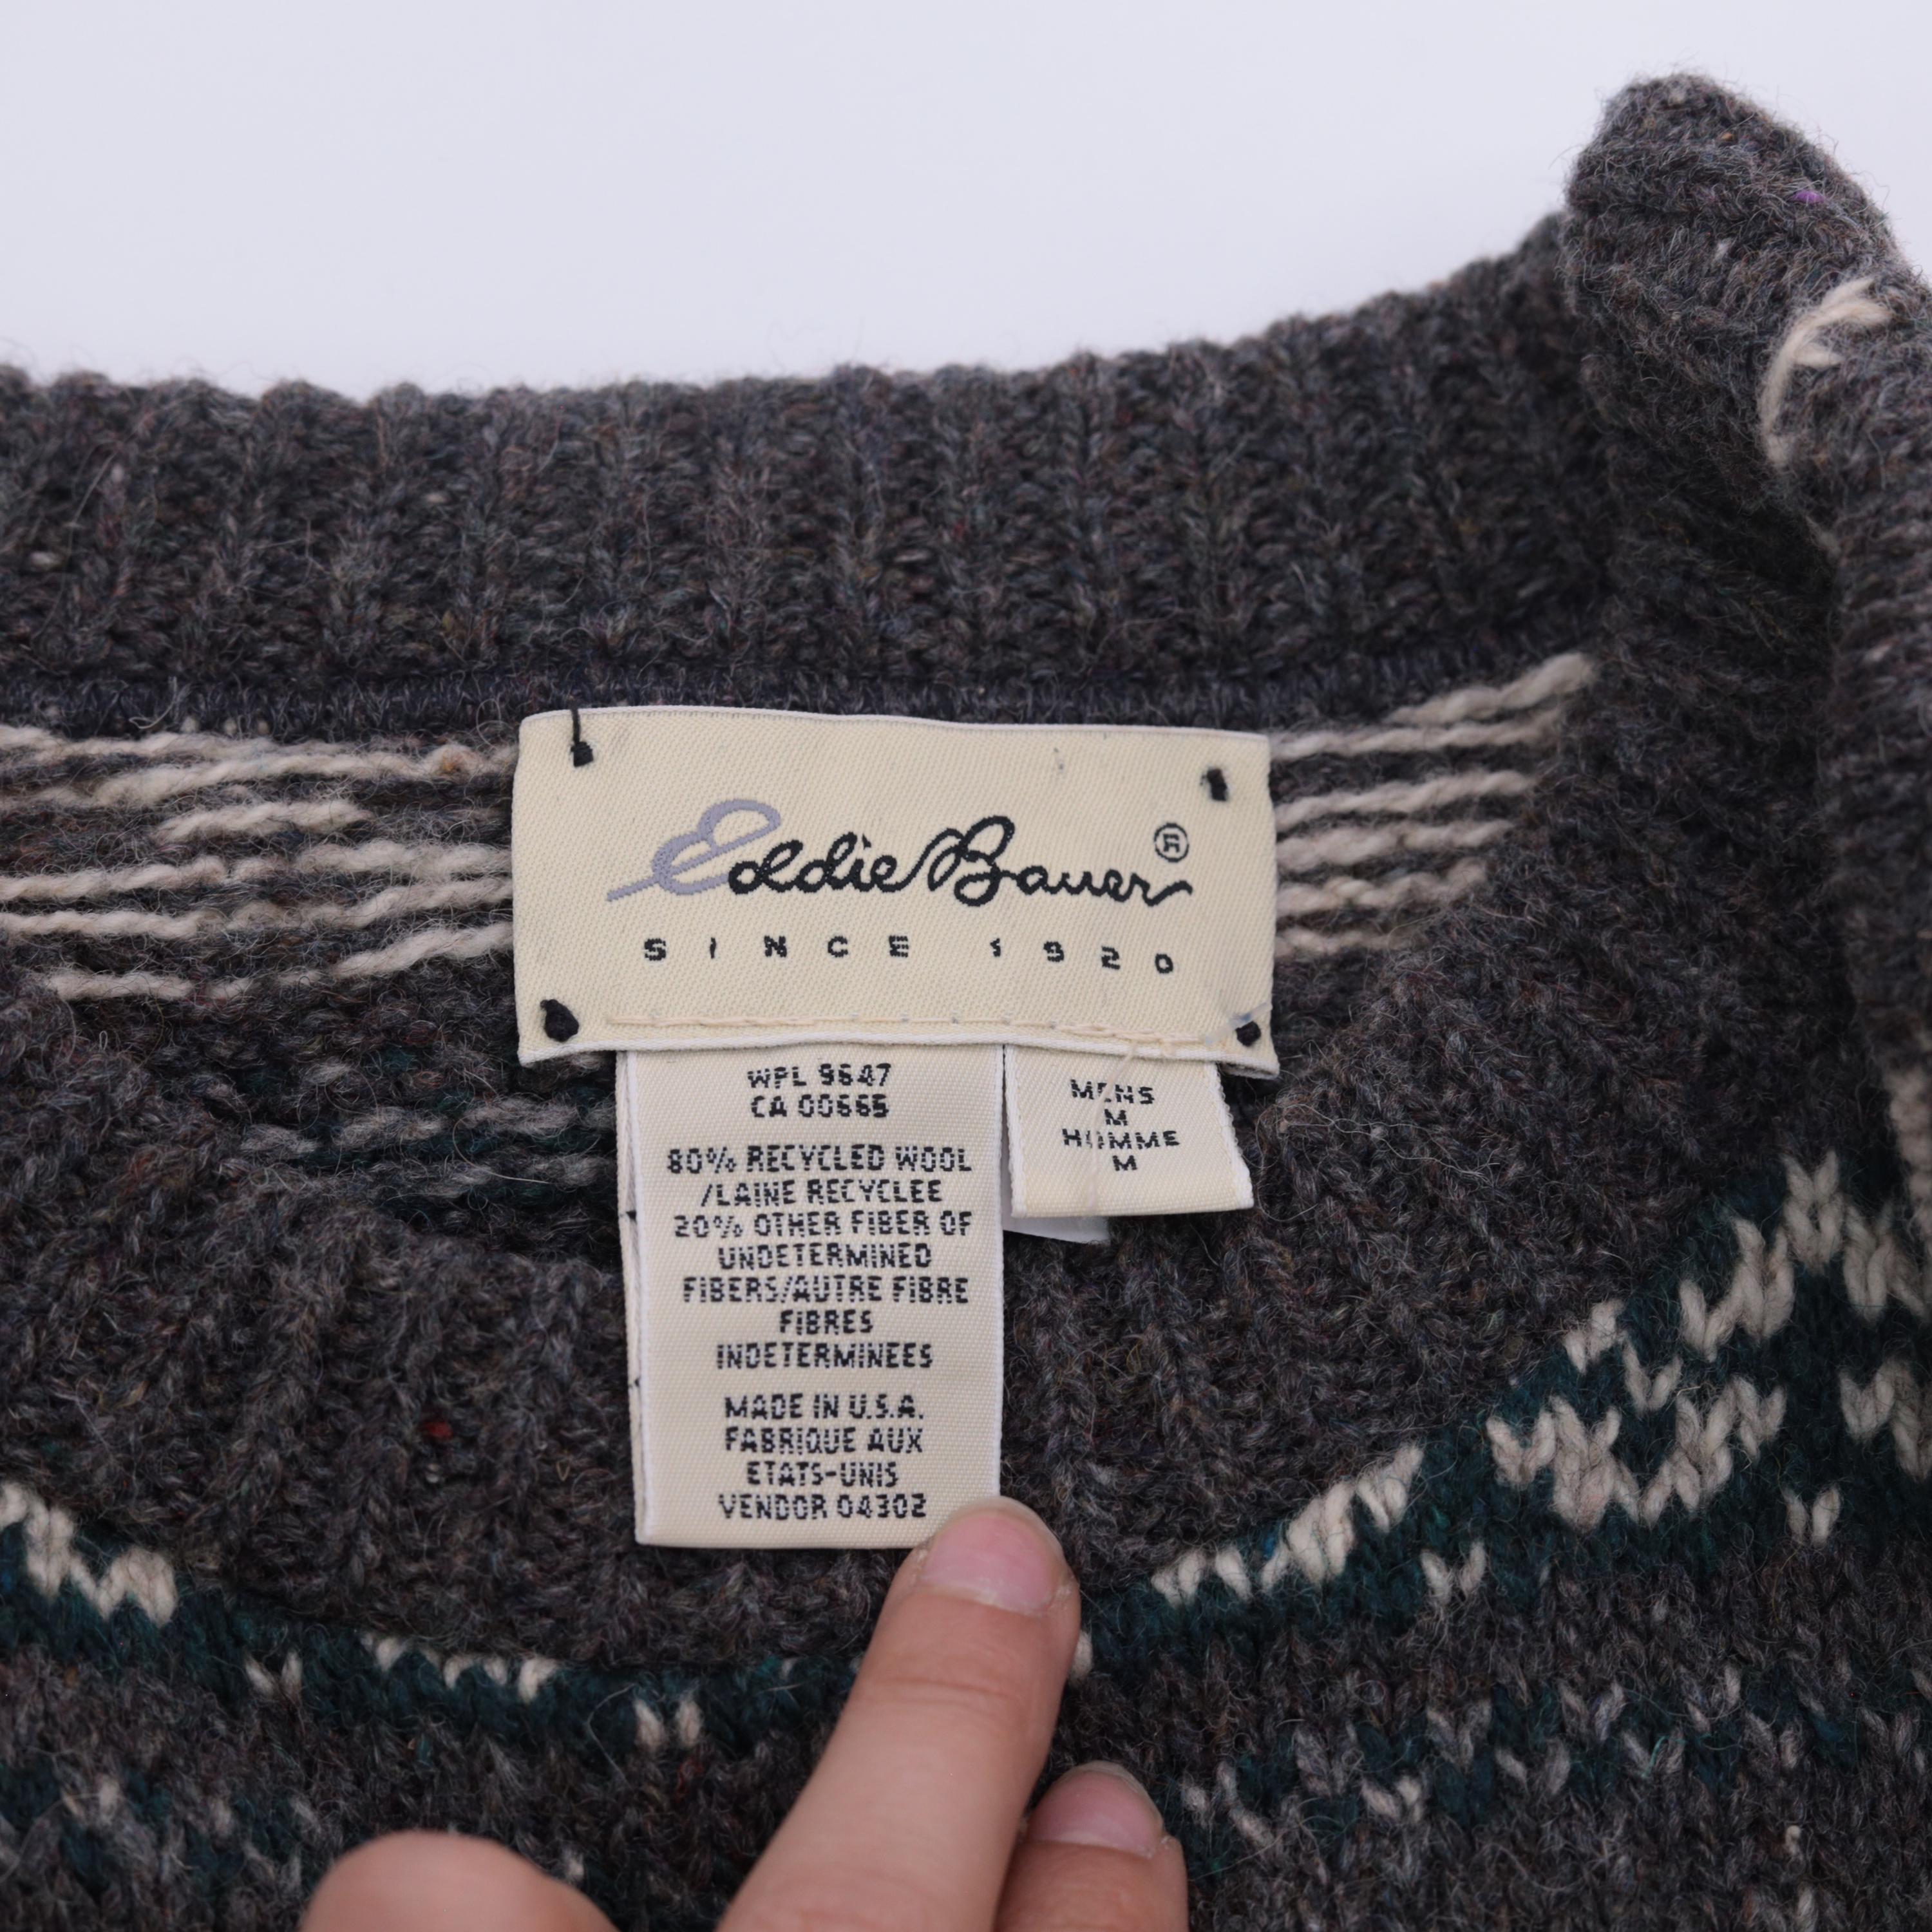 Eddie Bauer ®
SINCE 1920
WPL 9647
CA 00665
80% RECYCLED WOOL
/LAINE RECYCLEE
20% OTHER FIBER OF
UNDETERMINED
FIBERS/AUTRE FIBRE
FIBRES
INDETERMINEES
MADE IN U.S.A.
FABRIQUE AUX
ETATS-UNIS
VENDOR 04302
MENS
M
HOMME
M